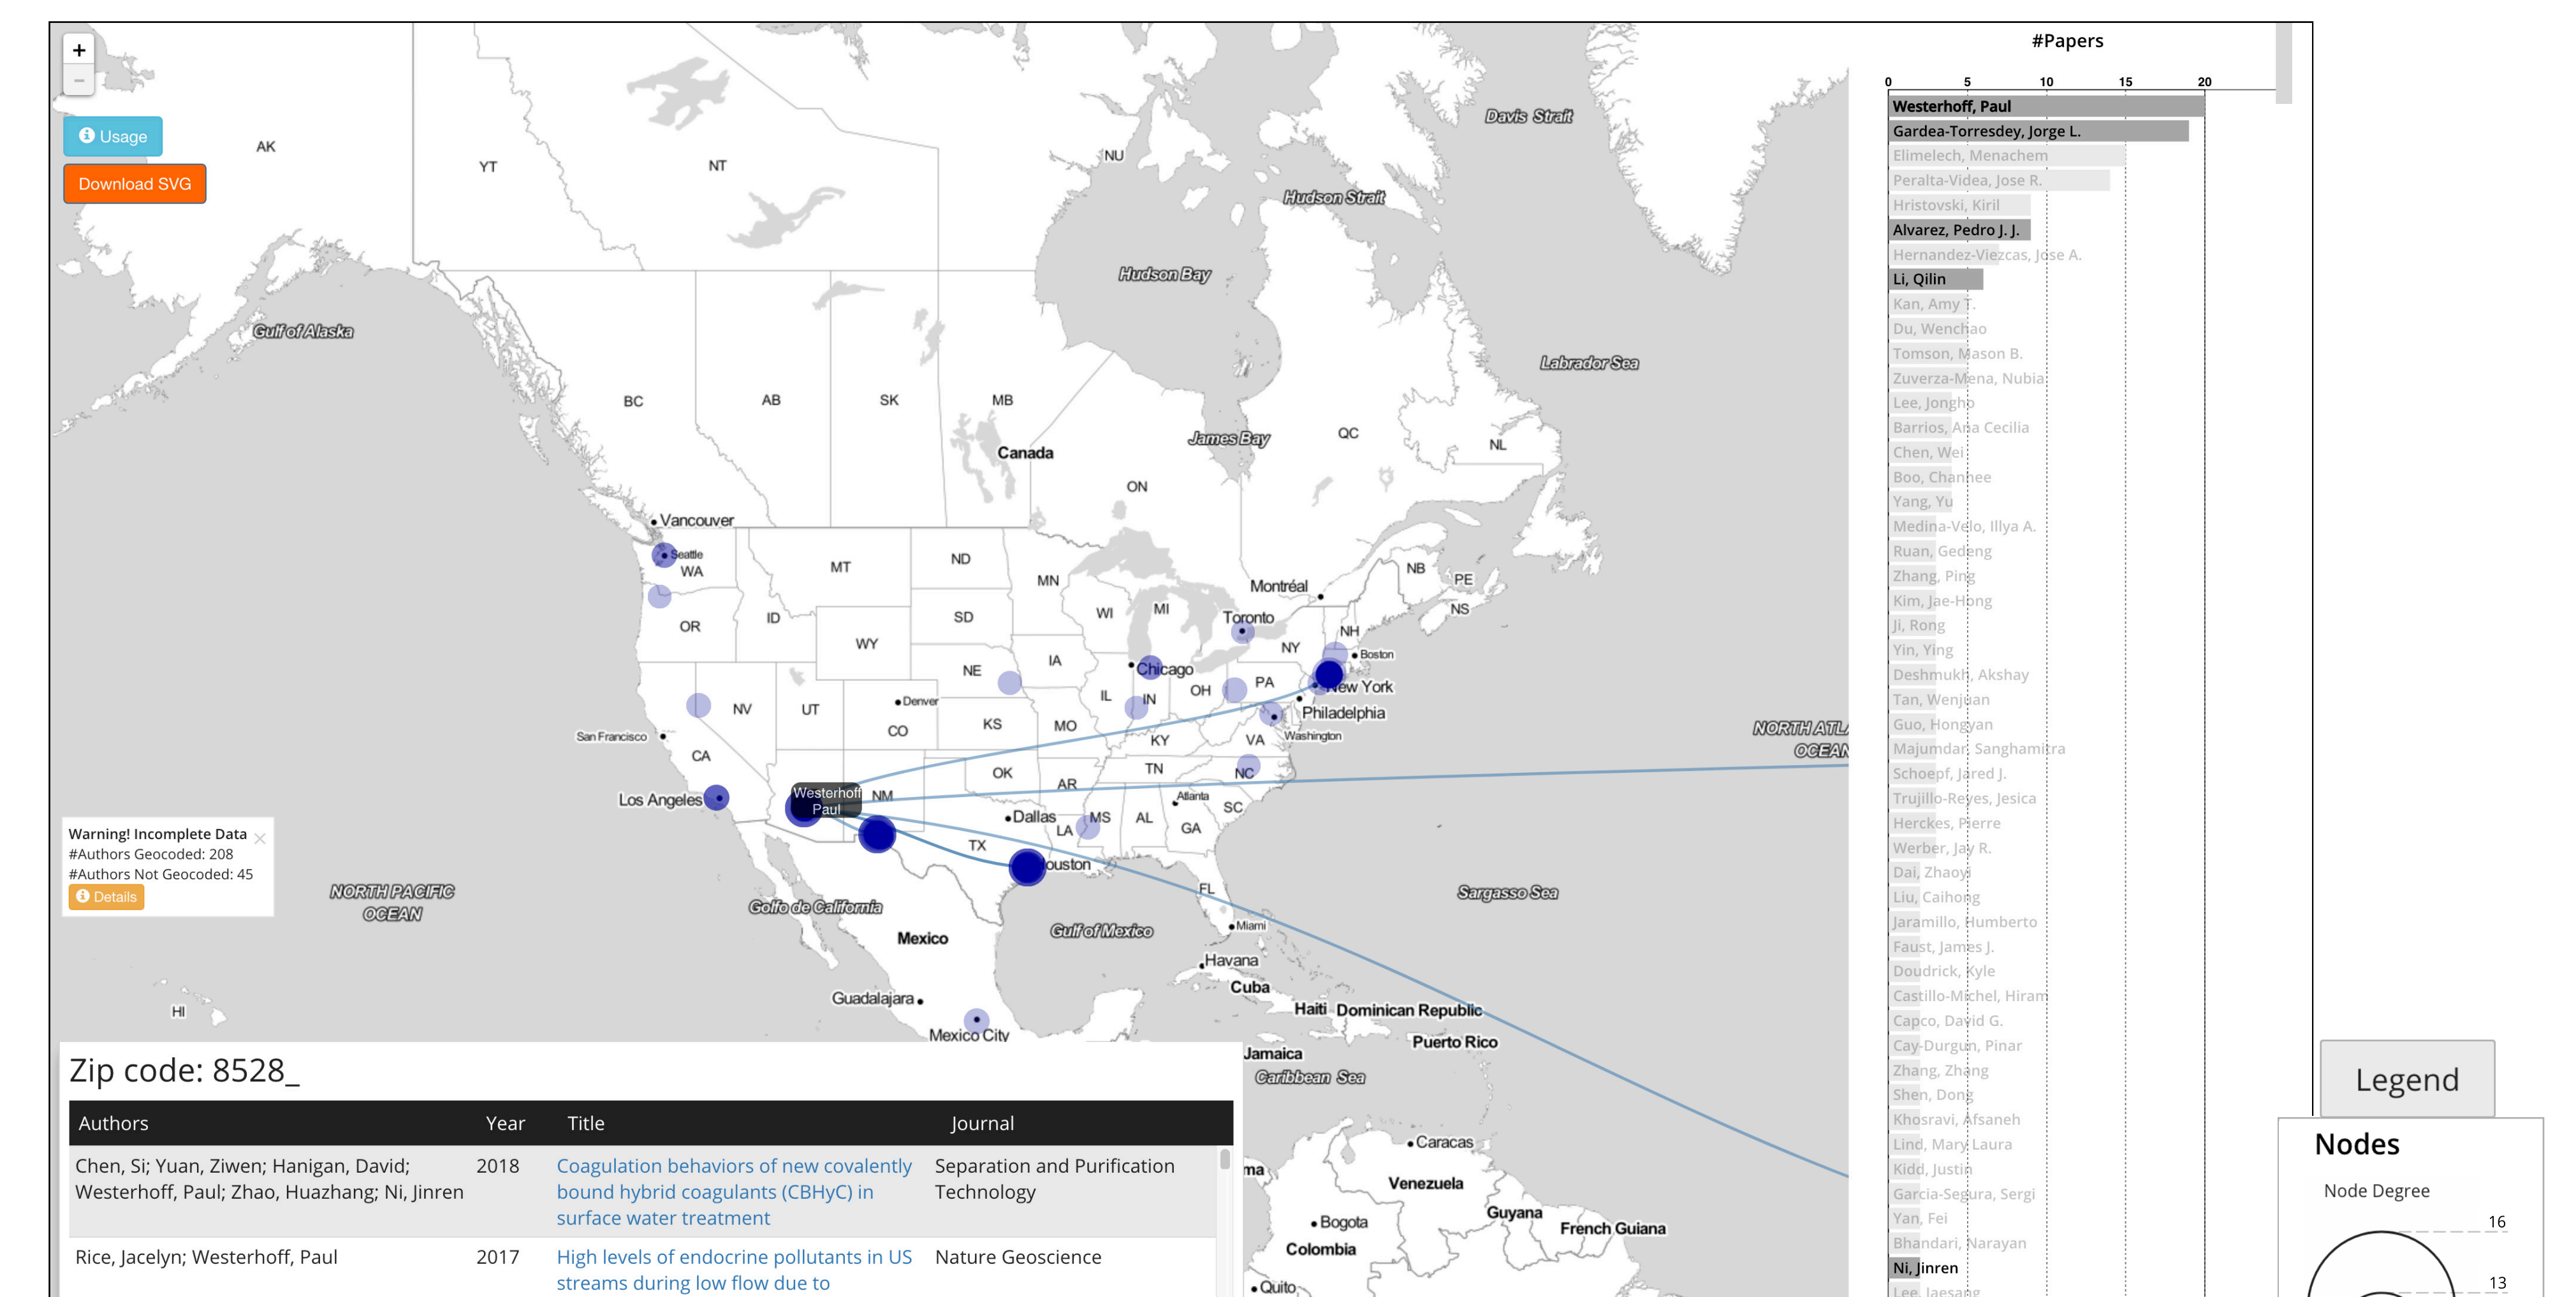 +
−
Usage
Download SVG
AK
YT
NT
NU
Davis Strait
Hudson Strait
Hudson Bay
Gulf of Alaska
Labrador Sea
BC
AB
SK
MB
Canada
James Bay
QC
NL
ON
Vancouver
Seattle
WA
MT
ND
MN
Montréal
NB
PE
NS
OR
ID
SD
WI
MI
Toronto
NH
WY
NY
Boston
NE
IA
Chicago
IL
IN
OH
PA
New York
NV
UT
Denver
CO
KS
MO
Philadelphia
San Francisco
KY
VA
Washington
NORTH ATL
OCEAN
CA
OK
TN
NC
AR
Los Angeles
Westerhoff
Paul
NM
Atlanta
SC
Dallas
LA
MS
AL
GA
TX
ouston
FL
NORTH PACIFIC
OCEAN
Golfo de California
Sargasso Sea
Mexico
Gulf of Mexico
Miami
Havana
Cuba
Guadalajara
HI
Haiti
Dominican Republic
Mexico City
Puerto Rico
Jamaica
Caribbean Sea
Caracas
ma
Venezuela
Guyana
French Guiana
Bogota
Colombia
Quito
Warning! Incomplete Data
#Authors Geocoded: 208
#Authors Not Geocoded: 45
Details
Zip code: 8528_
Authors Year Title Journal
Chen, Si; Yuan, Ziwen; Hanigan, David; 2018 Coagulation behaviors of new covalently Separation and Purification
Westerhoff, Paul; Zhao, Huazhang; Ni, Jinren bound hybrid coagulants (CBHyC) in Technology
surface water treatment
Rice, Jacelyn; Westerhoff, Paul 2017 High levels of endocrine pollutants in US Nature Geoscience
streams during low flow due to
#Papers
0 5 10 15 20
Westerhoff, Paul
Gardea-Torresdey, Jorge L.
Elimelech, Menachem
Peralta-Videa, Jose R.
Hristovski, Kiril
Alvarez, Pedro J. J.
Hernandez-Viezcas, Jose A.
Li, Qilin
Kan, Amy T.
Du, Wenchao
Tomson, Mason B.
Zuverza-Mena, Nubia
Lee, Jongho
Barrios, Ana Cecilia
Chen, Wei
Boo, Chanhee
Yang, Yu
Medina-Velo, Illya A.
Ruan, Gedeng
Zhang, Ping
Kim, Jae-Hong
Ji, Rong
Yin, Ying
Deshmukh, Akshay
Tan, Wenjuan
Guo, Hongyan
Majumdar, Sanghamitra
Schoepf, Jared J.
Trujillo-Reyes, Jesica
Herckes, Pierre
Werber, Jay R.
Dai, Zhaoyi
Liu, Caihong
Jaramillo, Humberto
Faust, James J.
Doudrick, Kyle
Castillo-Michel, Hiram
Capco, David G.
Cay-Durgun, Pinar
Zhang, Zhang
Shen, Dong
Khosravi, Afsaneh
Lind, Mary Laura
Kidd, Justin
Garcia-Segura, Sergi
Yan, Fei
Bhandari, Narayan
Ni, Jinren
Lee, Jaesang
Legend
Nodes
Node Degree
16
13